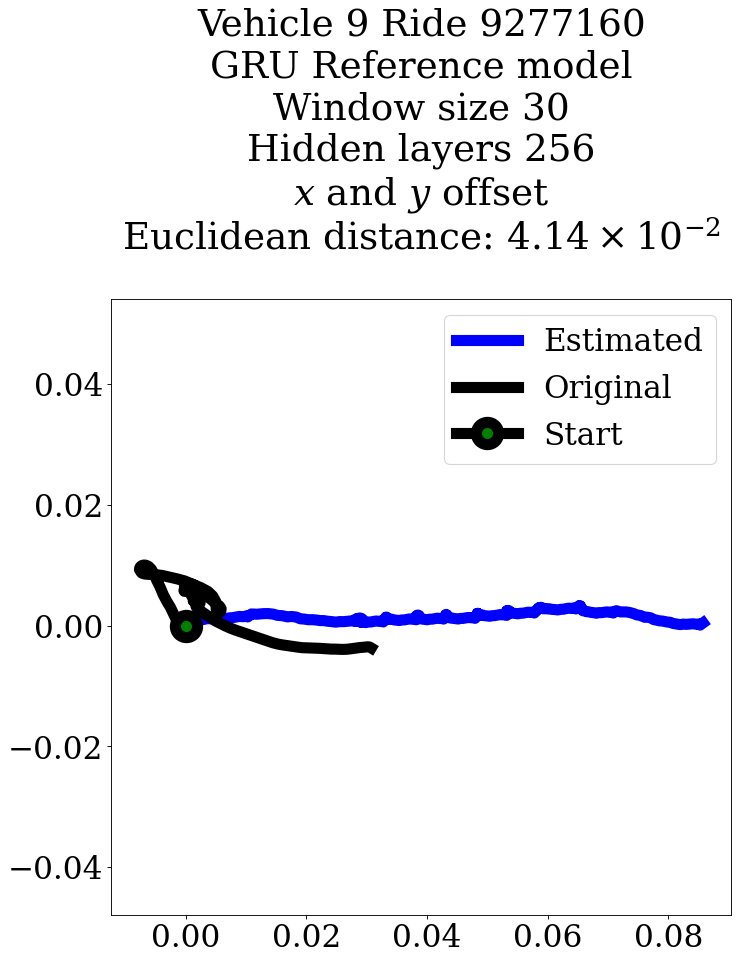 Vehicle 9 Ride 9277160
GRU Reference model
Window size 30
Hidden layers 256
x and y offset
Euclidean distance: 4.14 × 10⁻²
Estimated
Original
Start
0.04
0.02
0.00
−0.02
−0.04
0.00 0.02 0.04 0.06 0.08